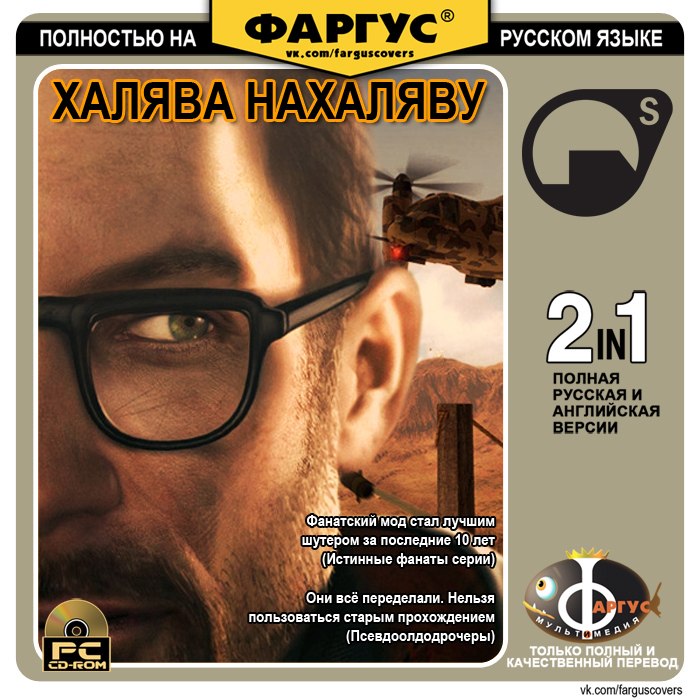 ПОЛНОСТЬЮ НА
ФАРГУС®
vk.com/farguscovers
РУССКОМ ЯЗЫКЕ
ХАЛЯВА НАХАЛЯВУ
S
2IN1
ПОЛНАЯ
РУССКАЯ И
АНГЛИЙСКАЯ
ВЕРСИИ
Фанатский мод стал лучшим
шутером за последние 10 лет
(Истинные фанаты серии)
Они всё переделали. Нельзя
пользоваться старым прохождением
(Псевдоолдодрочеры)
PC
CD-ROM
ФАРГУС
МУЛЬТИМЕДИЯ
ТОЛЬКО ПОЛНЫЙ И
КАЧЕСТВЕННЫЙ ПЕРЕВОД
vk.com/farguscovers